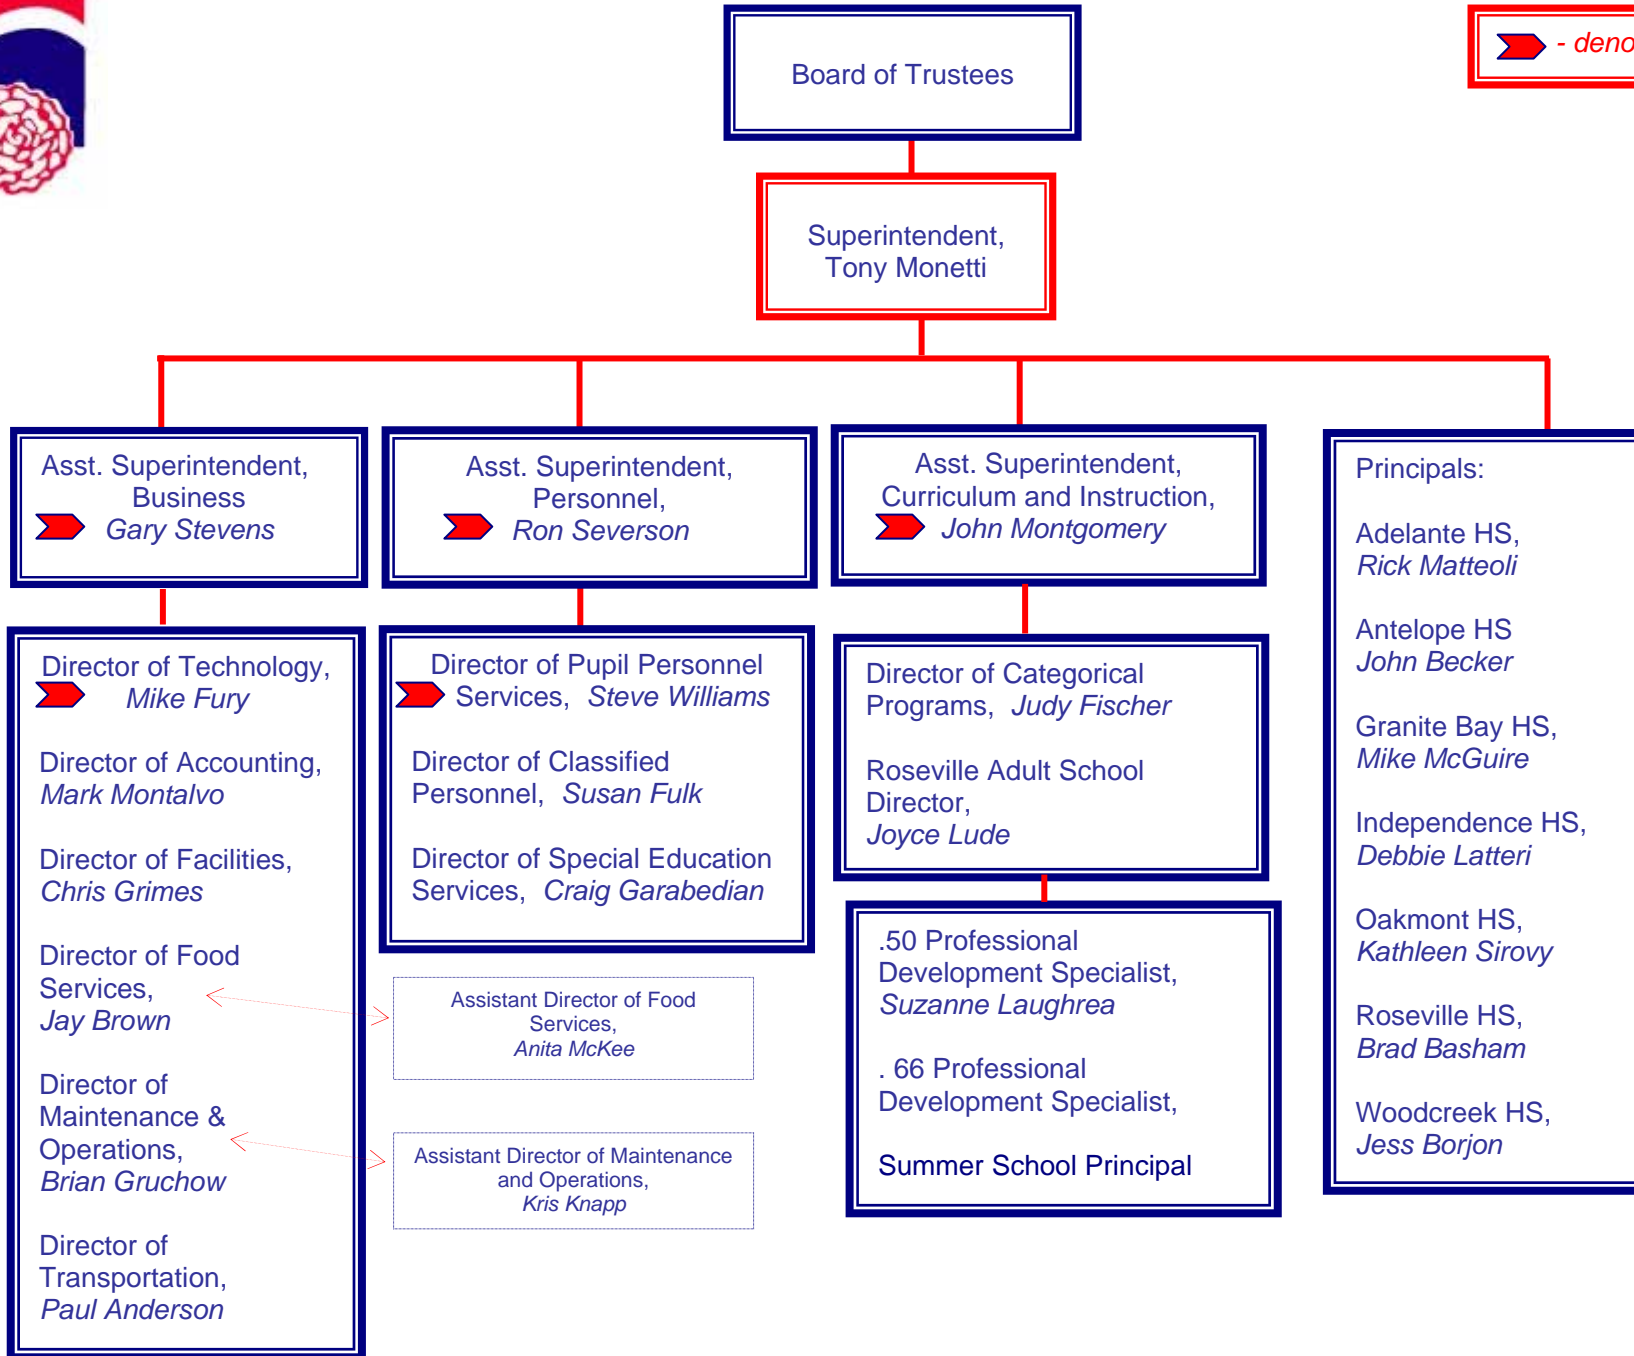 Board of Trustees
- deno
Superintendent,
Tony Monetti
Asst. Superintendent,
Business
Gary Stevens
Asst. Superintendent,
Personnel,
Ron Severson
Asst. Superintendent,
Curriculum and Instruction,
John Montgomery
Principals:
Adelante HS,
Rick Matteoli
Antelope HS
John Becker
Granite Bay HS,
Mike McGuire
Independence HS,
Debbie Latteri
Oakmont HS,
Kathleen Sirovy
Roseville HS,
Brad Basham
Woodcreek HS,
Jess Borjon
Director of Technology,
Mike Fury
Director of Accounting,
Mark Montalvo
Director of Facilities,
Chris Grimes
Director of Food
Services,
Jay Brown
Director of
Maintenance &
Operations,
Brian Gruchow
Director of
Transportation,
Paul Anderson
Director of Pupil Personnel
Services, Steve Williams
Director of Classified
Personnel, Susan Fulk
Director of Special Education
Services, Craig Garabedian
Assistant Director of Food
Services,
Anita McKee
Assistant Director of Maintenance
and Operations,
Kris Knapp
Director of Categorical
Programs, Judy Fischer
Roseville Adult School
Director,
Joyce Lude
.50 Professional
Development Specialist,
Suzanne Laughrea
. 66 Professional
Development Specialist,
Summer School Principal